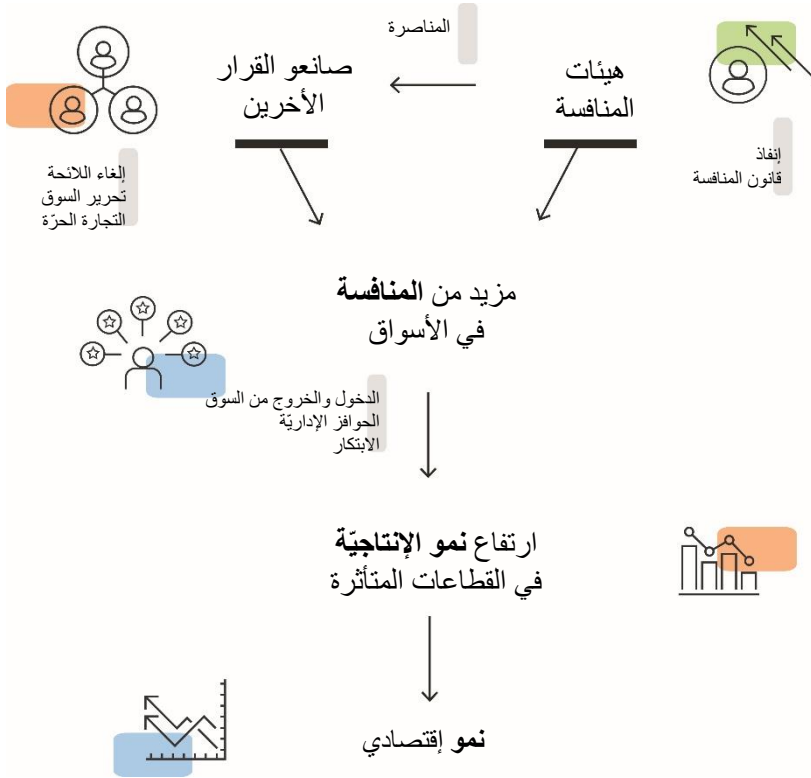 المناصرة
هيئات
المنافسة
صانعو القرار
الأخرين
إنفاذ
قانون المنافسة
إلغاء اللائحة
تحرير السوق
التجارة الحرّة
مزيد من المنافسة
في الأسواق
الدخول والخروج من السوق
الحوافز الإداريّة
الابتكار
ارتفاع نمو الإنتاجيّة
في القطاعات المتأثرة
نمو إقتصادي